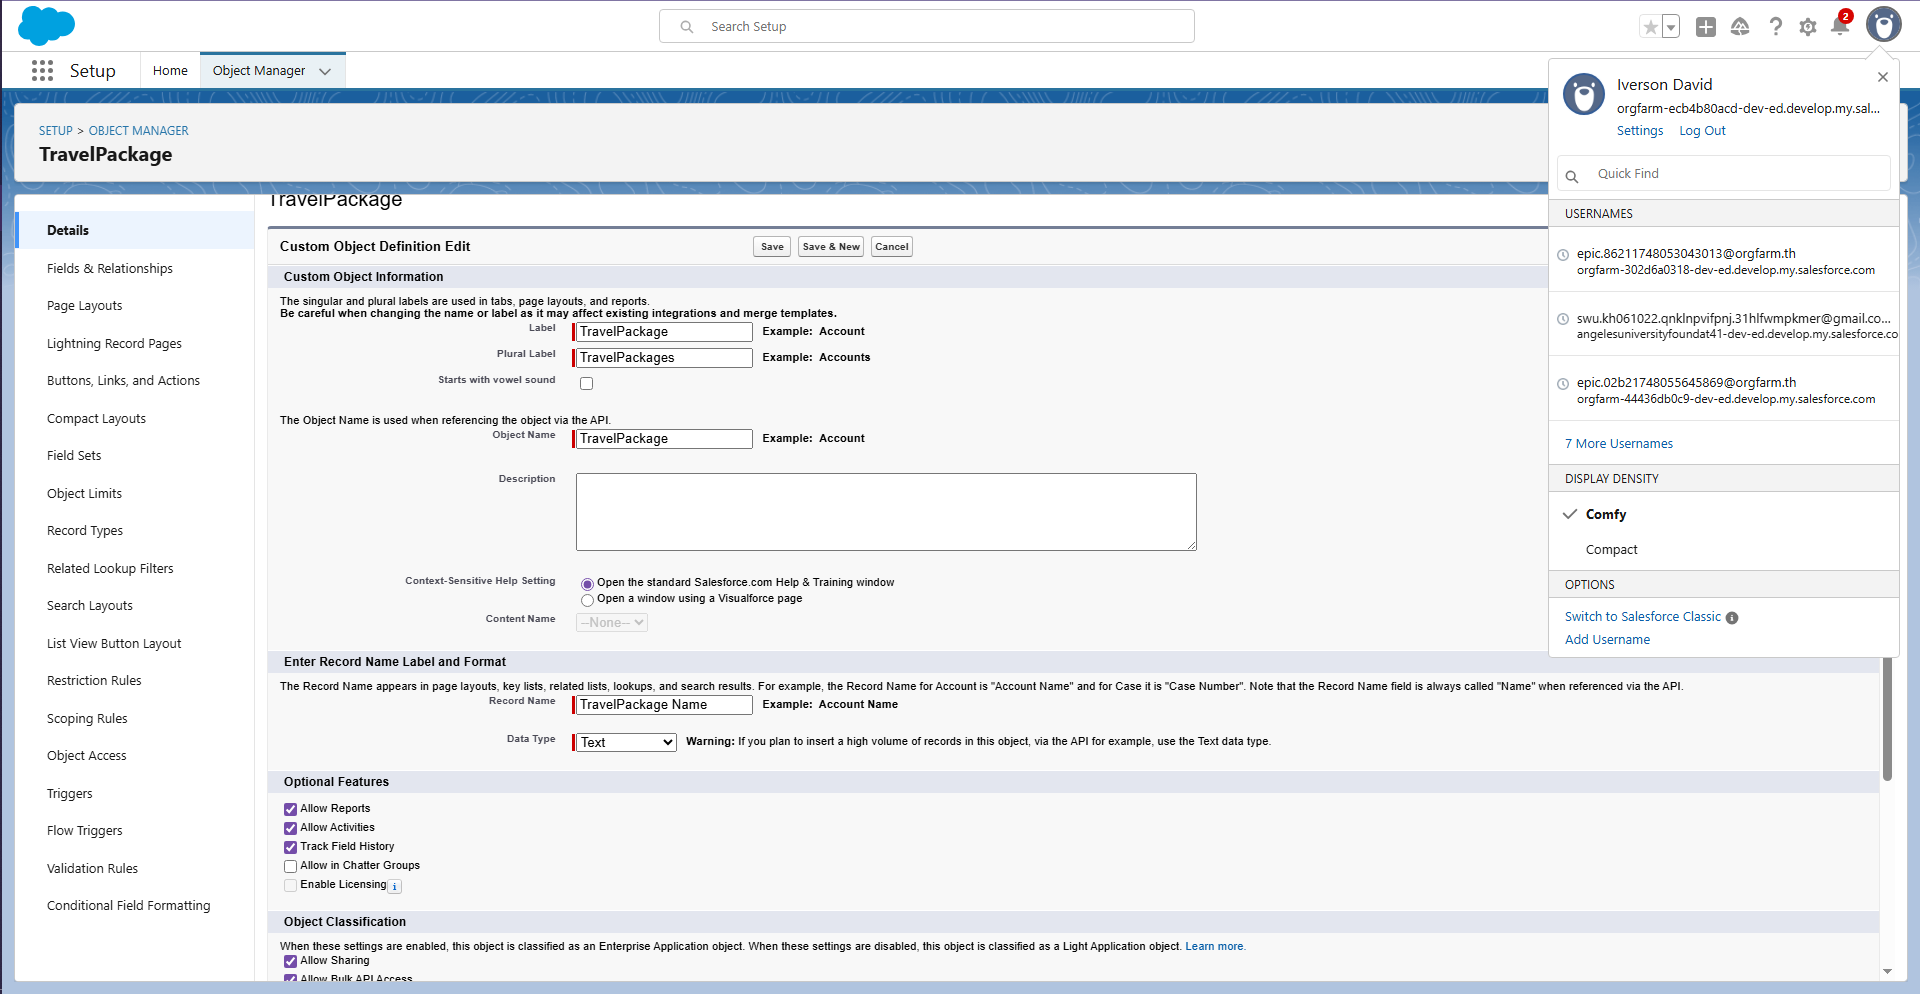 Search Setup
2
Setup
Home
Object Manager
SETUP > OBJECT MANAGER
TravelPackage
Details
Fields & Relationships
Page Layouts
Lightning Record Pages
Buttons, Links, and Actions
Compact Layouts
Field Sets
Object Limits
Record Types
Related Lookup Filters
Search Layouts
List View Button Layout
Restriction Rules
Scoping Rules
Object Access
Triggers
Flow Triggers
Validation Rules
Conditional Field Formatting
TravelPackage
Custom Object Definition Edit
Save
Save & New
Cancel
Custom Object Information
The singular and plural labels are used in tabs, page layouts, and reports.
Be careful when changing the name or label as it may affect existing integrations and merge templates.
Label TravelPackage Example: Account
Plural Label TravelPackages Example: Accounts
Starts with vowel sound
The Object Name is used when referencing the object via the API.
Object Name TravelPackage Example: Account
Description
Context-Sensitive Help Setting Open the standard Salesforce.com Help & Training window
Open a window using a Visualforce page
Content Name --None--
Enter Record Name Label and Format
The Record Name appears in page layouts, key lists, related lists, lookups, and search results. For example, the Record Name for Account is "Account Name" and for Case it is "Case Number". Note that the Record Name field is always called "Name" when referenced via the API.
Record Name TravelPackage Name Example: Account Name
Data Type Text Warning: If you plan to insert a high volume of records in this object, via the API for example, use the Text data type.
Optional Features
Allow Reports
Allow Activities
Track Field History
Allow in Chatter Groups
Enable Licensing i
Object Classification
When these settings are enabled, this object is classified as an Enterprise Application object. When these settings are disabled, this object is classified as a Light Application object. Learn more.
Allow Sharing
Allow Bulk API Access
Iverson David
orgfarm-ecb4b80acd-dev-ed.develop.my.sal...
Settings Log Out
Quick Find
USERNAMES
epic.86211748053043013@orgfarm.th
orgfarm-302d6a0318-dev-ed.develop.my.salesforce.com
swu.kh061022.qnklnpvifpnj.31hlfwmpkmer@gmail.co...
angelesuniversityfoundat41-dev-ed.develop.my.salesforce.co
epic.02b21748055645869@orgfarm.th
orgfarm-44436db0c9-dev-ed.develop.my.salesforce.com
7 More Usernames
DISPLAY DENSITY
Comfy
Compact
OPTIONS
Switch to Salesforce Classic i
Add Username